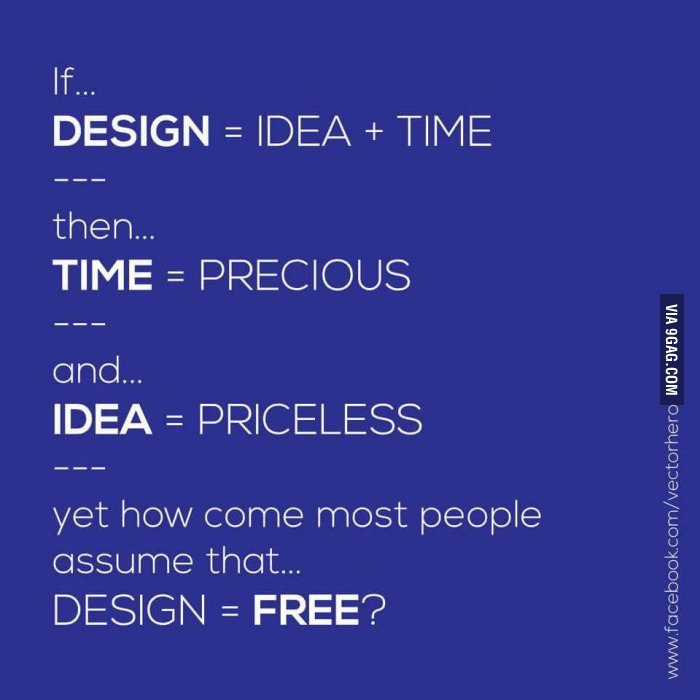 If...
DESIGN = IDEA + TIME
---
then...
TIME = PRECIOUS
---
and...
IDEA = PRICELESS
---
yet how come most people
assume that...
DESIGN = FREE?
VIA 9GAG.COM
www.facebook.com/vectorhero